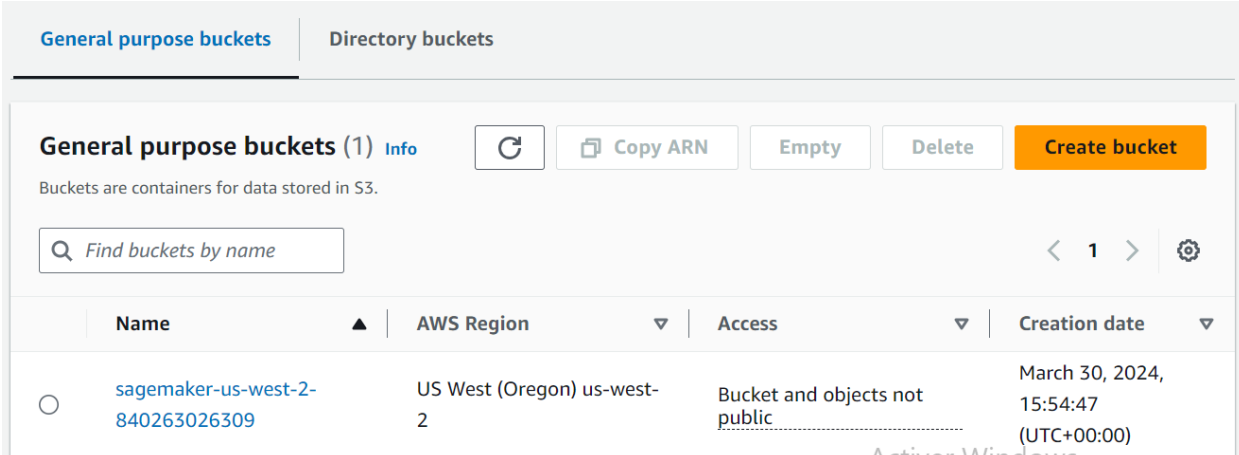 General purpose buckets
Directory buckets
General purpose buckets (1) Info
Copy ARN
Empty
Delete
Create bucket
Buckets are containers for data stored in S3.
Find buckets by name
1
Name
AWS Region
Access
Creation date
sagemaker-us-west-2-
840263026309
US West (Oregon) us-west-
2
Bucket and objects not
public
March 30, 2024,
15:54:47
(UTC+00:00)
Activer Windows